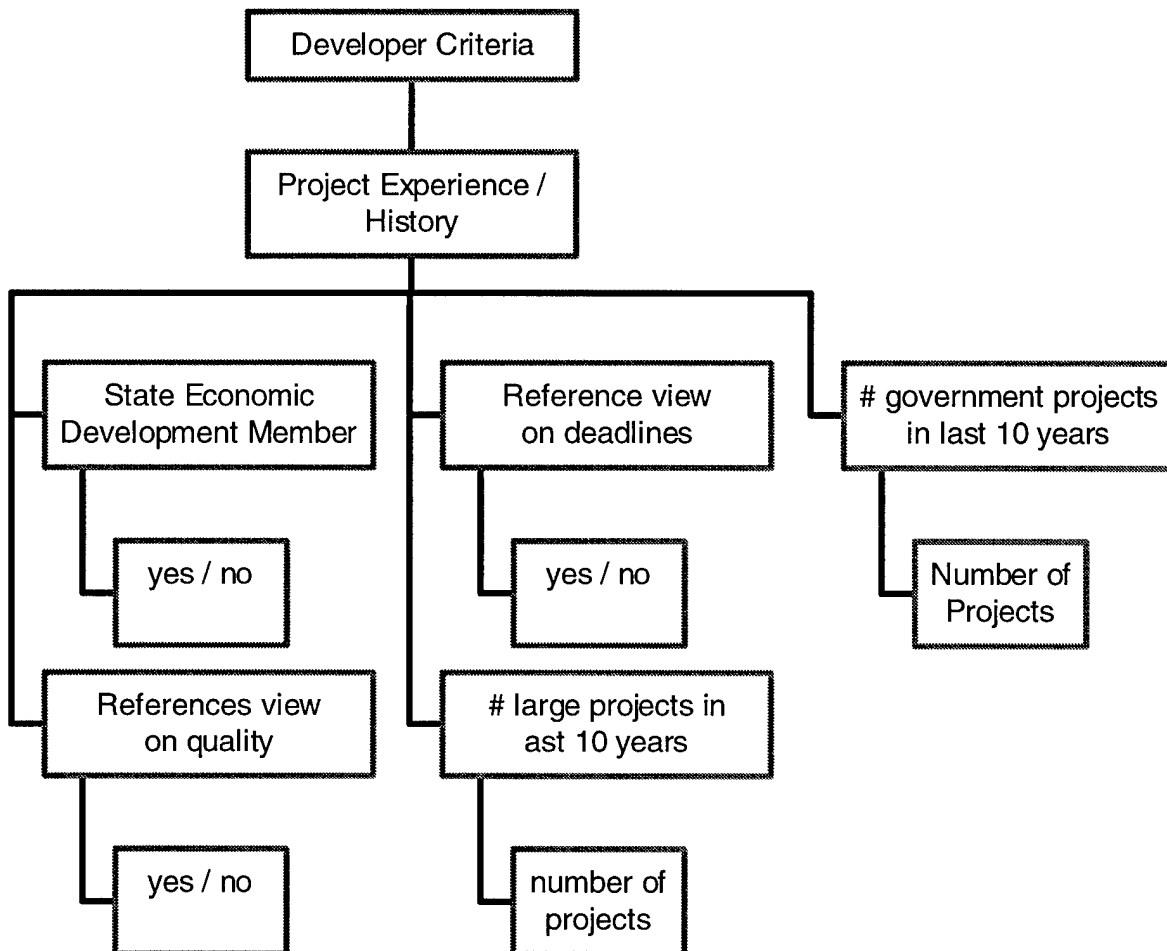 Developer Criteria
Project Experience /
History
State Economic
Development Member
yes / no
References view
on quality
yes / no
Reference view
on deadlines
yes / no
# large projects in
ast 10 years
number of
projects
# government projects
in last 10 years
Number of
Projects